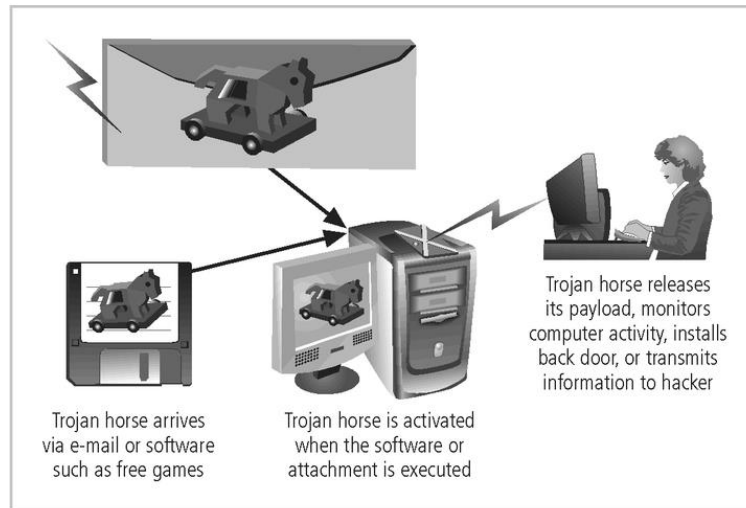 Trojan horse arrives
via e-mail or software
such as free games
Trojan horse is activated
when the software or
attachment is executed
Trojan horse releases
its payload, monitors
computer activity, installs
back door, or transmits
information to hacker